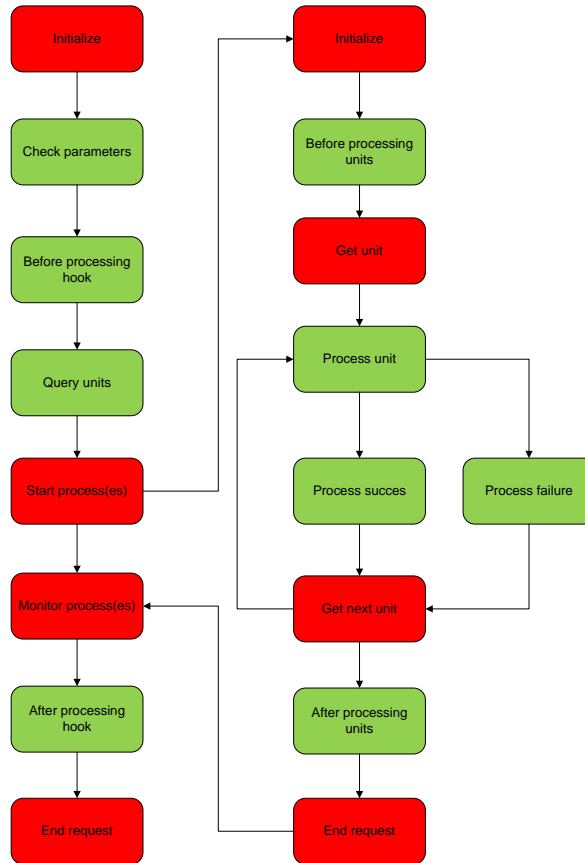 Initialize
Check parameters
Before processing
hook
Query units
Start process(es)
Monitor process(es)
After processing
hook
End request
Initialize
Before processing
units
Get unit
Process unit
Process succes
Process failure
Get next unit
After processing
units
End request